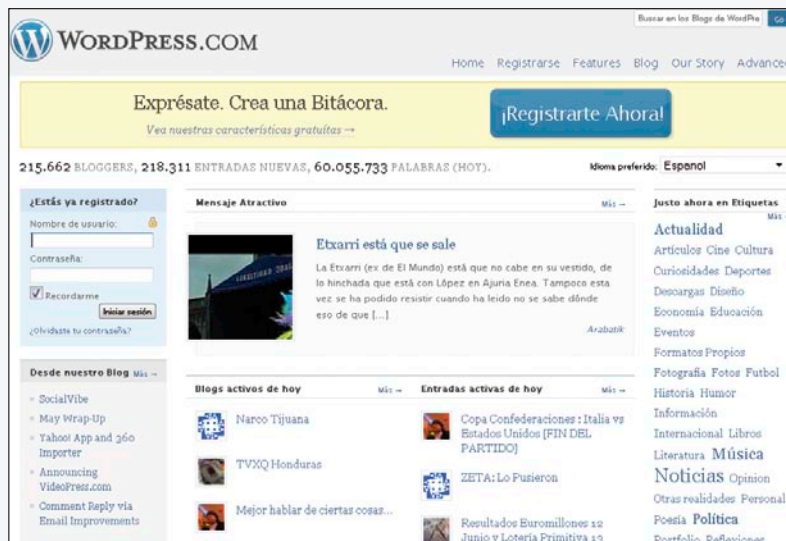 Buscar en los Blogs de WordPre
Go
WORDPRESS.COM
Home Registrarse Features Blog Our Story Advance
Exprésate. Crea una Bitácora.
Vea nuestras características gratuítas →
¡Registrarte Ahora!
215.662 BLOGGERS, 218.311 ENTRADAS NUEVAS, 60.055.733 PALABRAS (HOY).
Idioma preferido: Espanol
¿Estás ya registrado?
Nombre de usuario:
Contraseña:
Recordarme
Iniciar sesión
¿Olvidaste tu contraseña?
Desde nuestro Blog Más →
SocialVibe
May Wrap-Up
Yahoo! App and 360
Importer
Announcing
VideoPress.com
Comment Reply via
Email Improvements
Mensaje Atractivo Más →
Etxarri está que se sale
La Etxarri (ex de El Mundo) está que no cabe en su vestido, de
lo hinchada que está con López en Ajuria Enea. Tampoco esta
vez se ha podido resistir cuando ha leido no se sabe dónde
eso de que [...]
Arabatik
Blogs activos de hoy Más →
Narco Tijuana
TVXQ Honduras
Mejor hablar de ciertas cosas...
Entradas activas de hoy Más →
Copa Confederaciones : Italia vs
Estados Unidos [FIN DEL
PARTIDO]
ZETA: Lo Pusieron
Resultados Euromillones 12
Junio y Lotería Primitiva 13
Justo ahora en Etiquetas
Más
Actualidad
Artículos Cine Cultura
Curiosidades Deportes
Descargas Diseño
Economía Educación
Eventos
Formatos Propios
Fotografía Fotos Futbol
Historia Humor
Información
Internacional Libros
Literatura Música
Noticias Opinion
Otras realidades Personal
Poesía Política
Portfolio Reflexiones